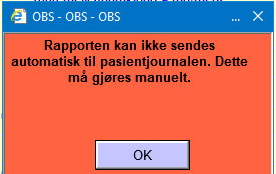 OBS - OBS - OBS
Rapporten kan ikke sendes
automatisk til pasientjournalen. Dette
må gjøres manuelt.
OK